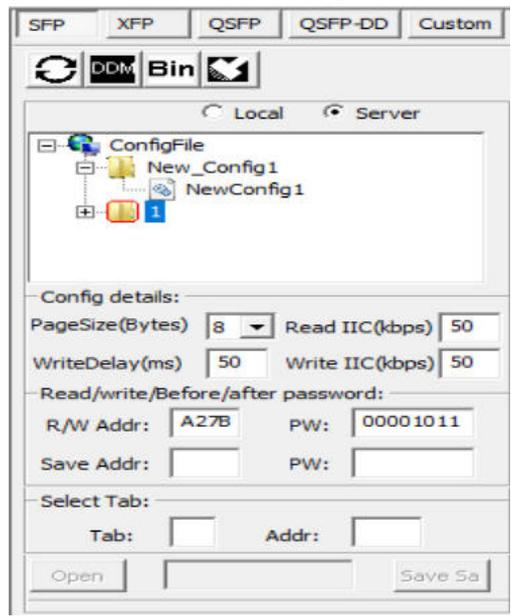 SFP XFP QSFP QSFP-DD Custom
DDM Bin
Local Server
ConfigFile
New_Config1
NewConfig1
1
Config details:
PageSize(Bytes) 8 Read IIC(kbps) 50
WriteDelay(ms) 50 Write IIC(kbps) 50
Read/write/Before/after password:
R/W Addr: A27B PW: 00001011
Save Addr: PW:
Select Tab:
Tab: Addr:
Open Save Sa